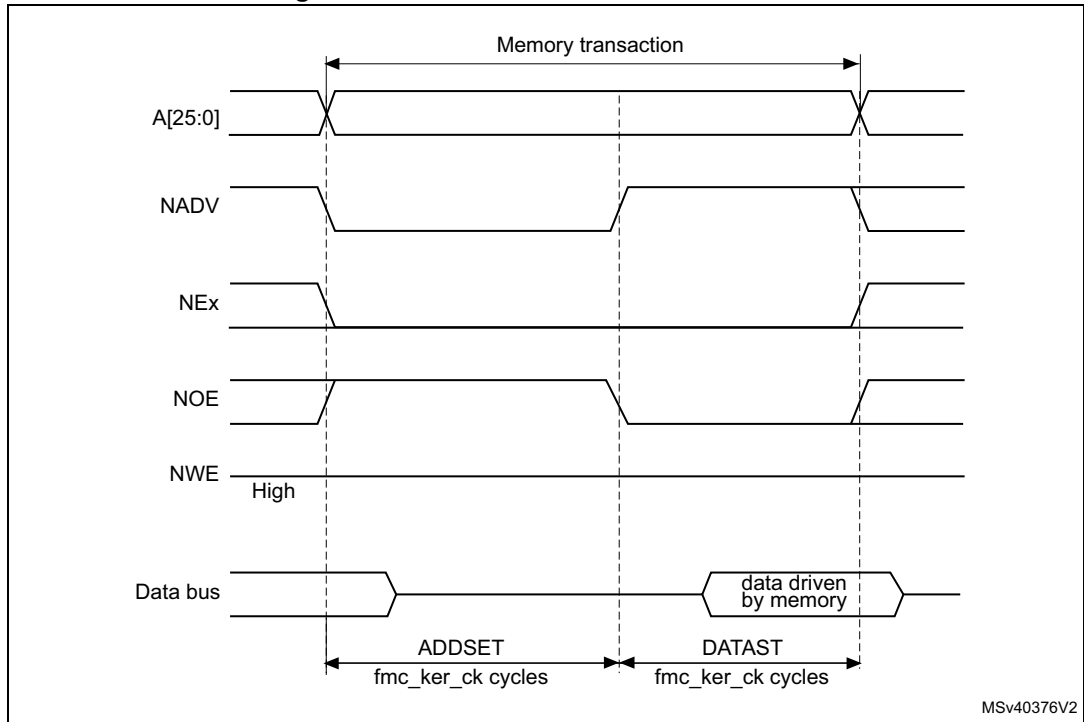 Memory transaction
A[25:0]
NADV
NEx
NOE
NWE
High
Data bus
data driven
by memory
ADDSET
DATAST
fmc_ker_ck cycles
fmc_ker_ck cycles
MSv40376V2